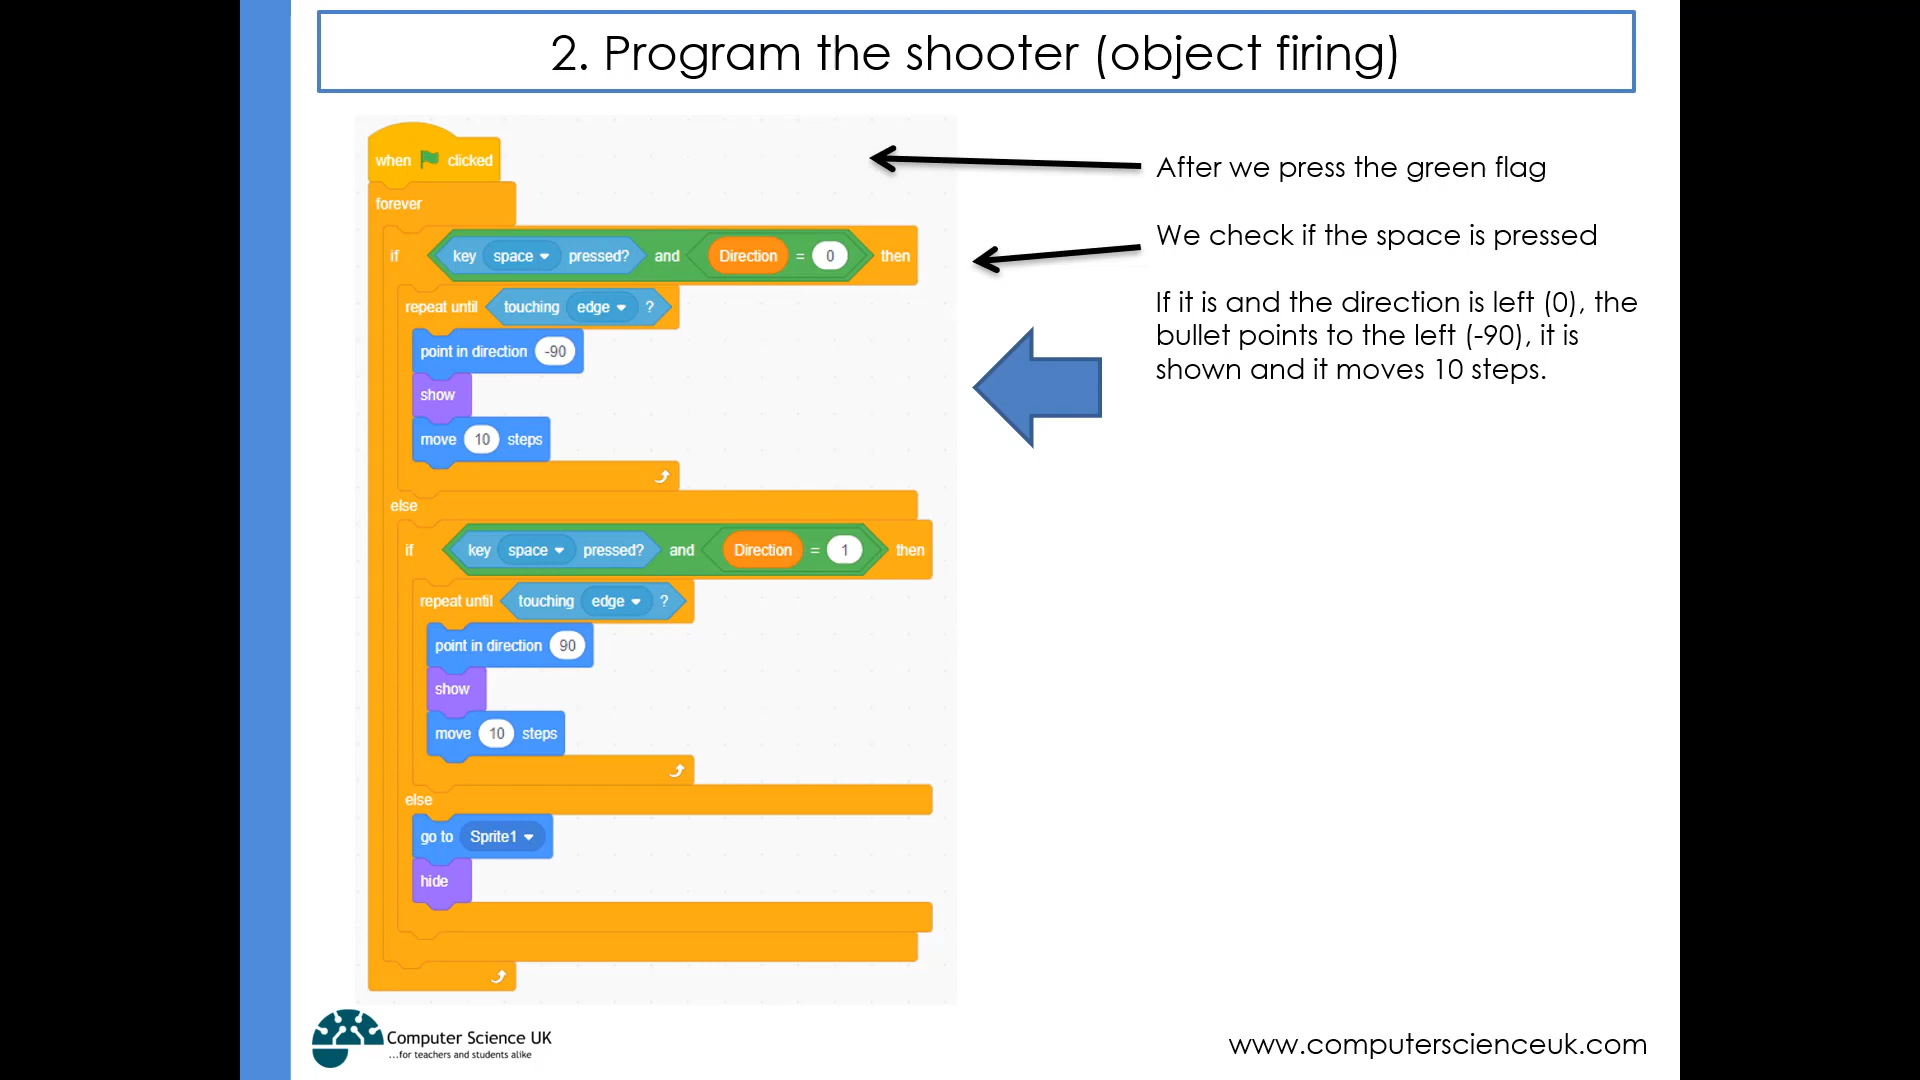 2. Program the shooter (object firing)
when clicked
forever
if key space pressed? and Direction = 0 then
repeat until touching edge ?
point in direction -90
show
move 10 steps
else
if key space pressed? and Direction = 1 then
repeat until touching edge ?
point in direction 90
show
move 10 steps
else
go to Sprite1
hide
After we press the green flag
We check if the space is pressed
If it is and the direction is left (0), the
bullet points to the left (-90), it is
shown and it moves 10 steps.
Computer Science UK
...for teachers and students alike
www.computerscienceuk.com